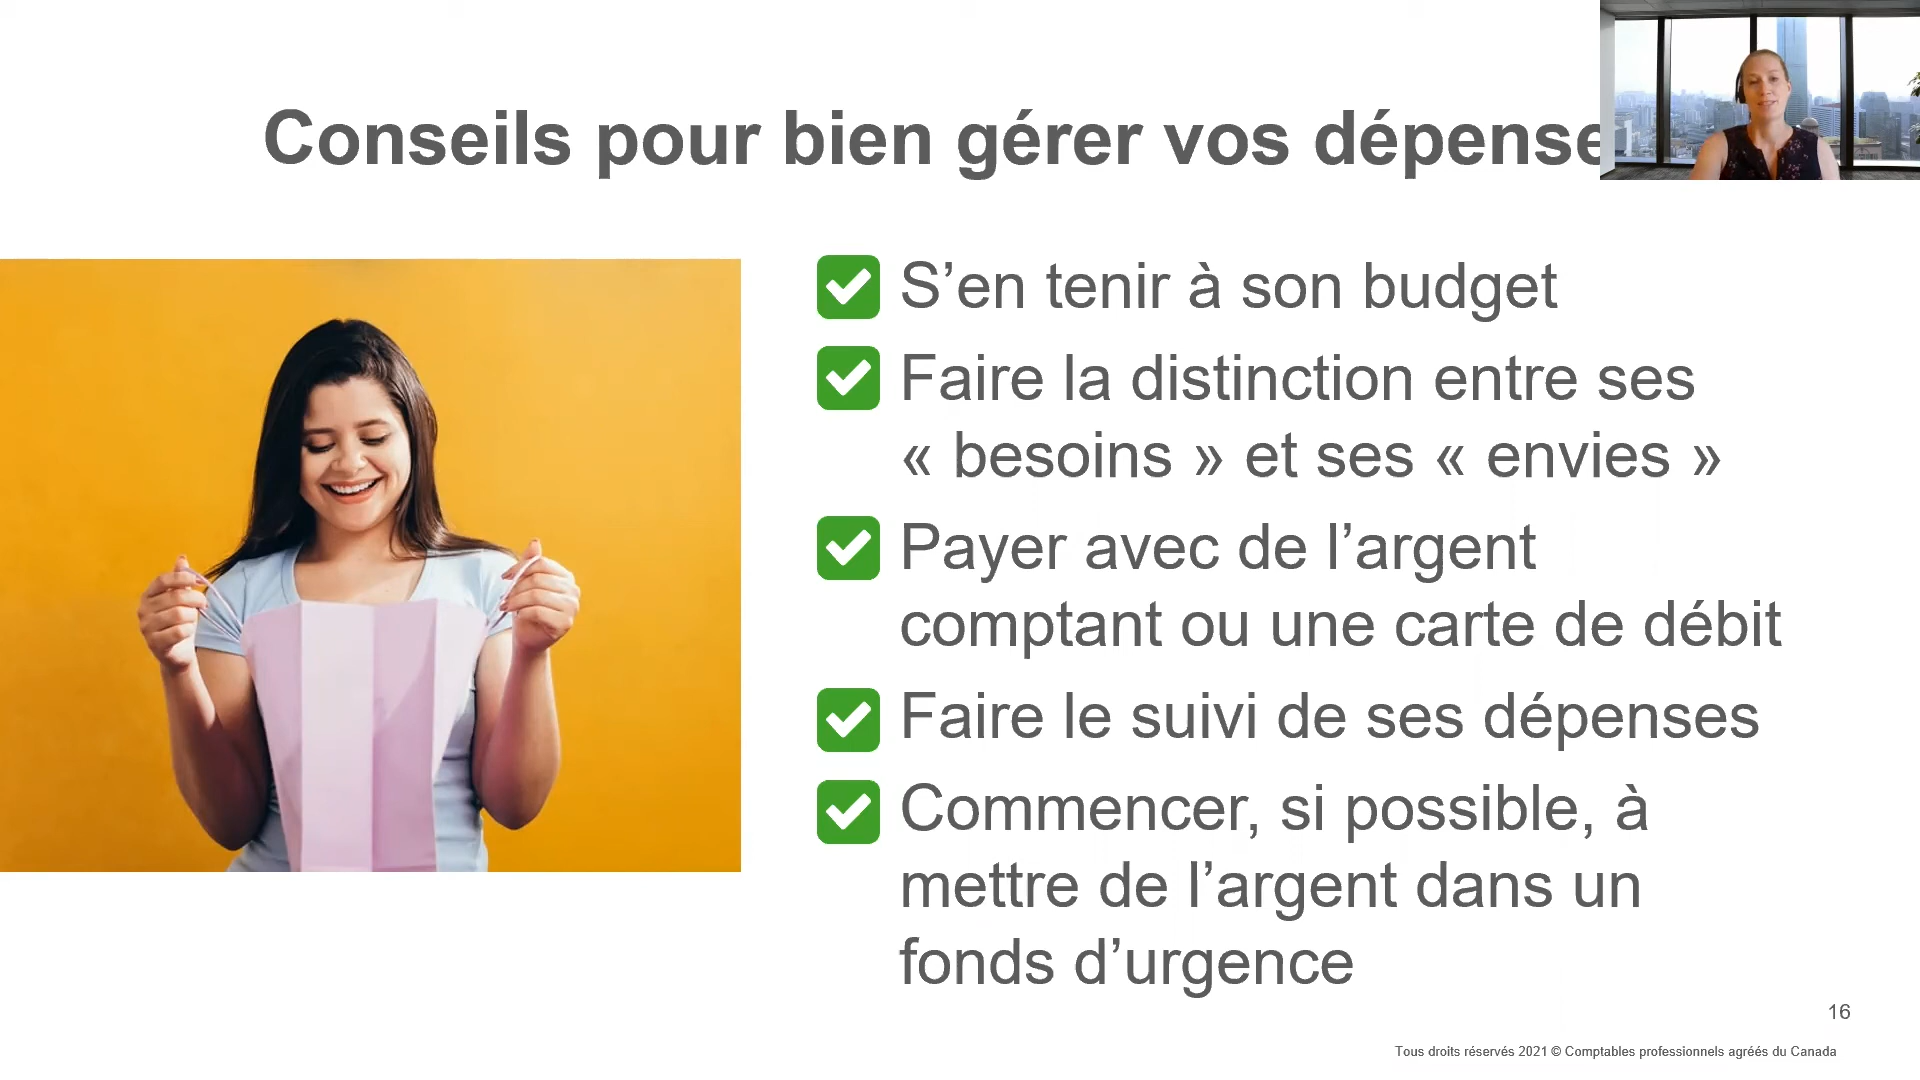 Conseils pour bien gérer vos dépense
S’en tenir à son budget
Faire la distinction entre ses
« besoins » et ses « envies »
Payer avec de l’argent
comptant ou une carte de débit
Faire le suivi de ses dépenses
Commencer, si possible, à
mettre de l’argent dans un
fonds d’urgence
16
Tous droits réservés 2021 © Comptables professionnels agréés du Canada